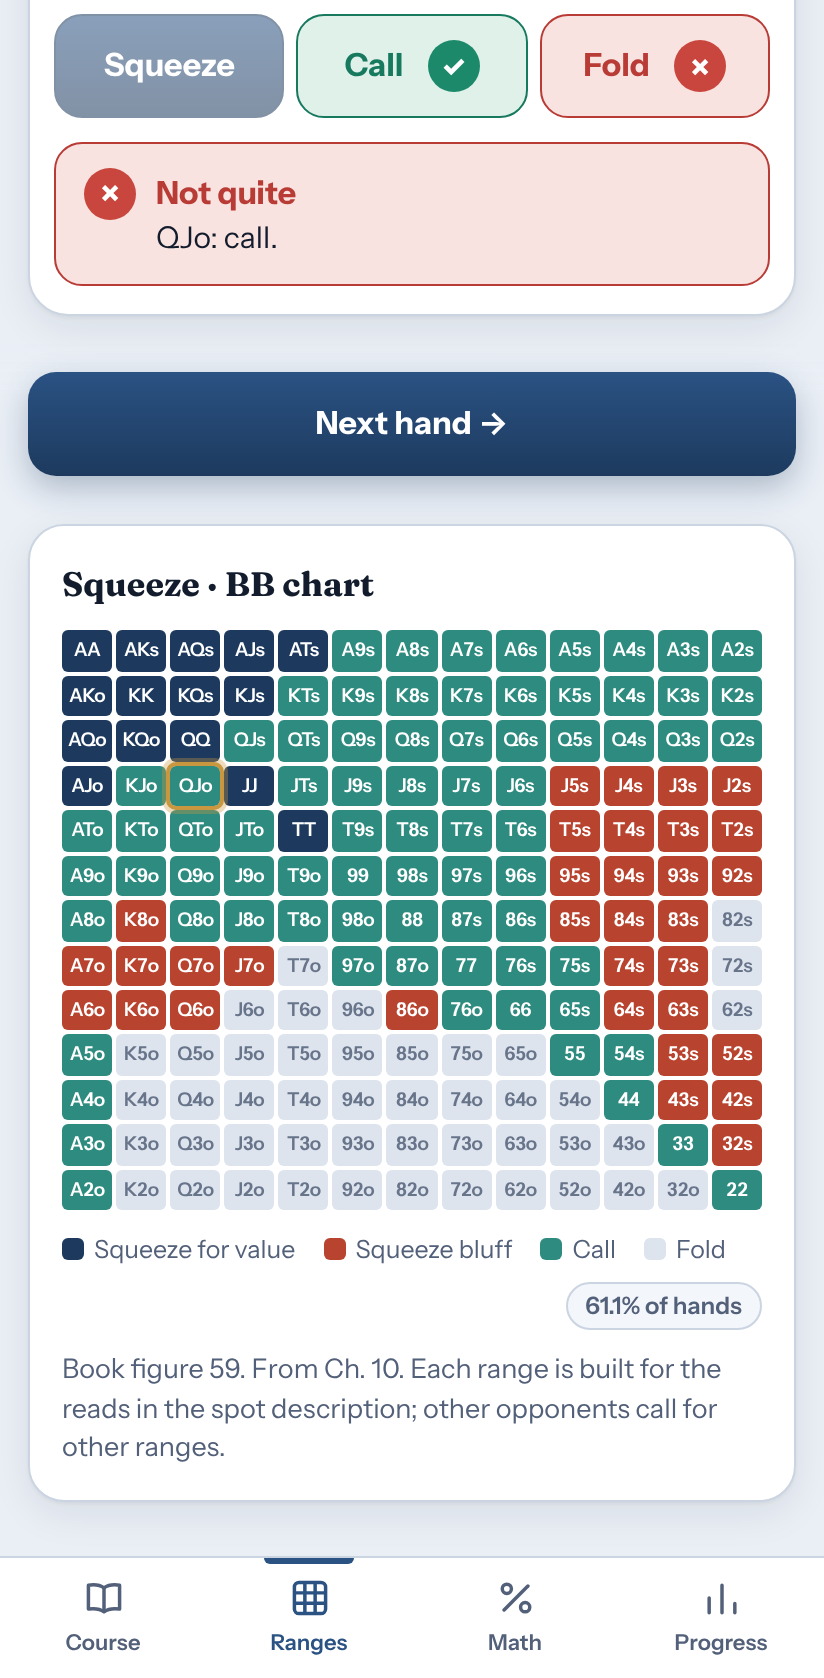 Squeeze Call Fold
Not quite
QJo: call.
Next hand →
Squeeze · BB chart
AA AKs AQs AJs ATs A9s A8s A7s A6s A5s A4s A3s A2s
AKo KK KQs KJs KTs K9s K8s K7s K6s K5s K4s K3s K2s
AQo KQo QQ QJs QTs Q9s Q8s Q7s Q6s Q5s Q4s Q3s Q2s
AJo KJo QJo JJ JTs J9s J8s J7s J6s J5s J4s J3s J2s
ATo KTo QTo JTo TT T9s T8s T7s T6s T5s T4s T3s T2s
A9o K9o Q9o J9o T9o 99 98s 97s 96s 95s 94s 93s 92s
A8o K8o Q8o J8o T8o 98o 88 87s 86s 85s 84s 83s 82s
A7o K7o Q7o J7o T7o 97o 87o 77 76s 75s 74s 73s 72s
A6o K6o Q6o J6o T6o 96o 86o 76o 66 65s 64s 63s 62s
A5o K5o Q5o J5o T5o 95o 85o 75o 65o 55 54s 53s 52s
A4o K4o Q4o J4o T4o 94o 84o 74o 64o 54o 44 43s 42s
A3o K3o Q3o J3o T3o 93o 83o 73o 63o 53o 43o 33 32s
A2o K2o Q2o J2o T2o 92o 82o 72o 62o 52o 42o 32o 22
Squeeze for value Squeeze bluff Call Fold
61.1% of hands
Book figure 59. From Ch. 10. Each range is built for the
reads in the spot description; other opponents call for
other ranges.
Course Ranges Math Progress